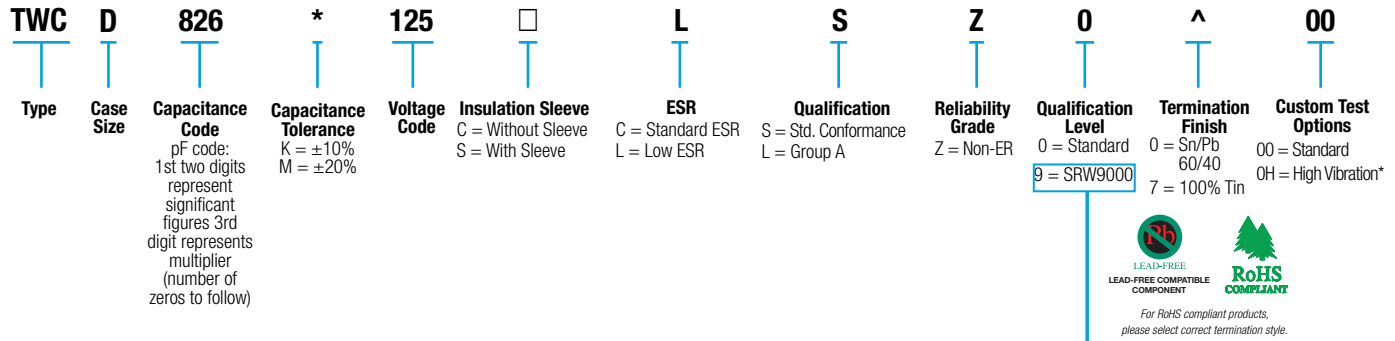 TWC D 826 * 125 □ L S Z 0 ^ 00
Type
Case
Size
Capacitance
Code
pF code:
1st two digits
represent
significant
figures 3rd
digit represents
multiplier
(number of
zeros to follow)
Capacitance
Tolerance
K = ±10%
M = ±20%
Voltage
Code
Insulation Sleeve
C = Without Sleeve
S = With Sleeve
ESR
C = Standard ESR
L = Low ESR
Qualification
S = Std. Conformance
L = Group A
Reliability
Grade
Z = Non-ER
Qualification
Level
0 = Standard
9 = SRW9000
Termination
Finish
0 = Sn/Pb
60/40
7 = 100% Tin
Custom Test
Options
00 = Standard
0H = High Vibration*
Pb
LEAD-FREE
LEAD-FREE COMPATIBLE
COMPONENT
RoHS
COMPLIANT
For RoHS compliant products,
please select correct termination style.